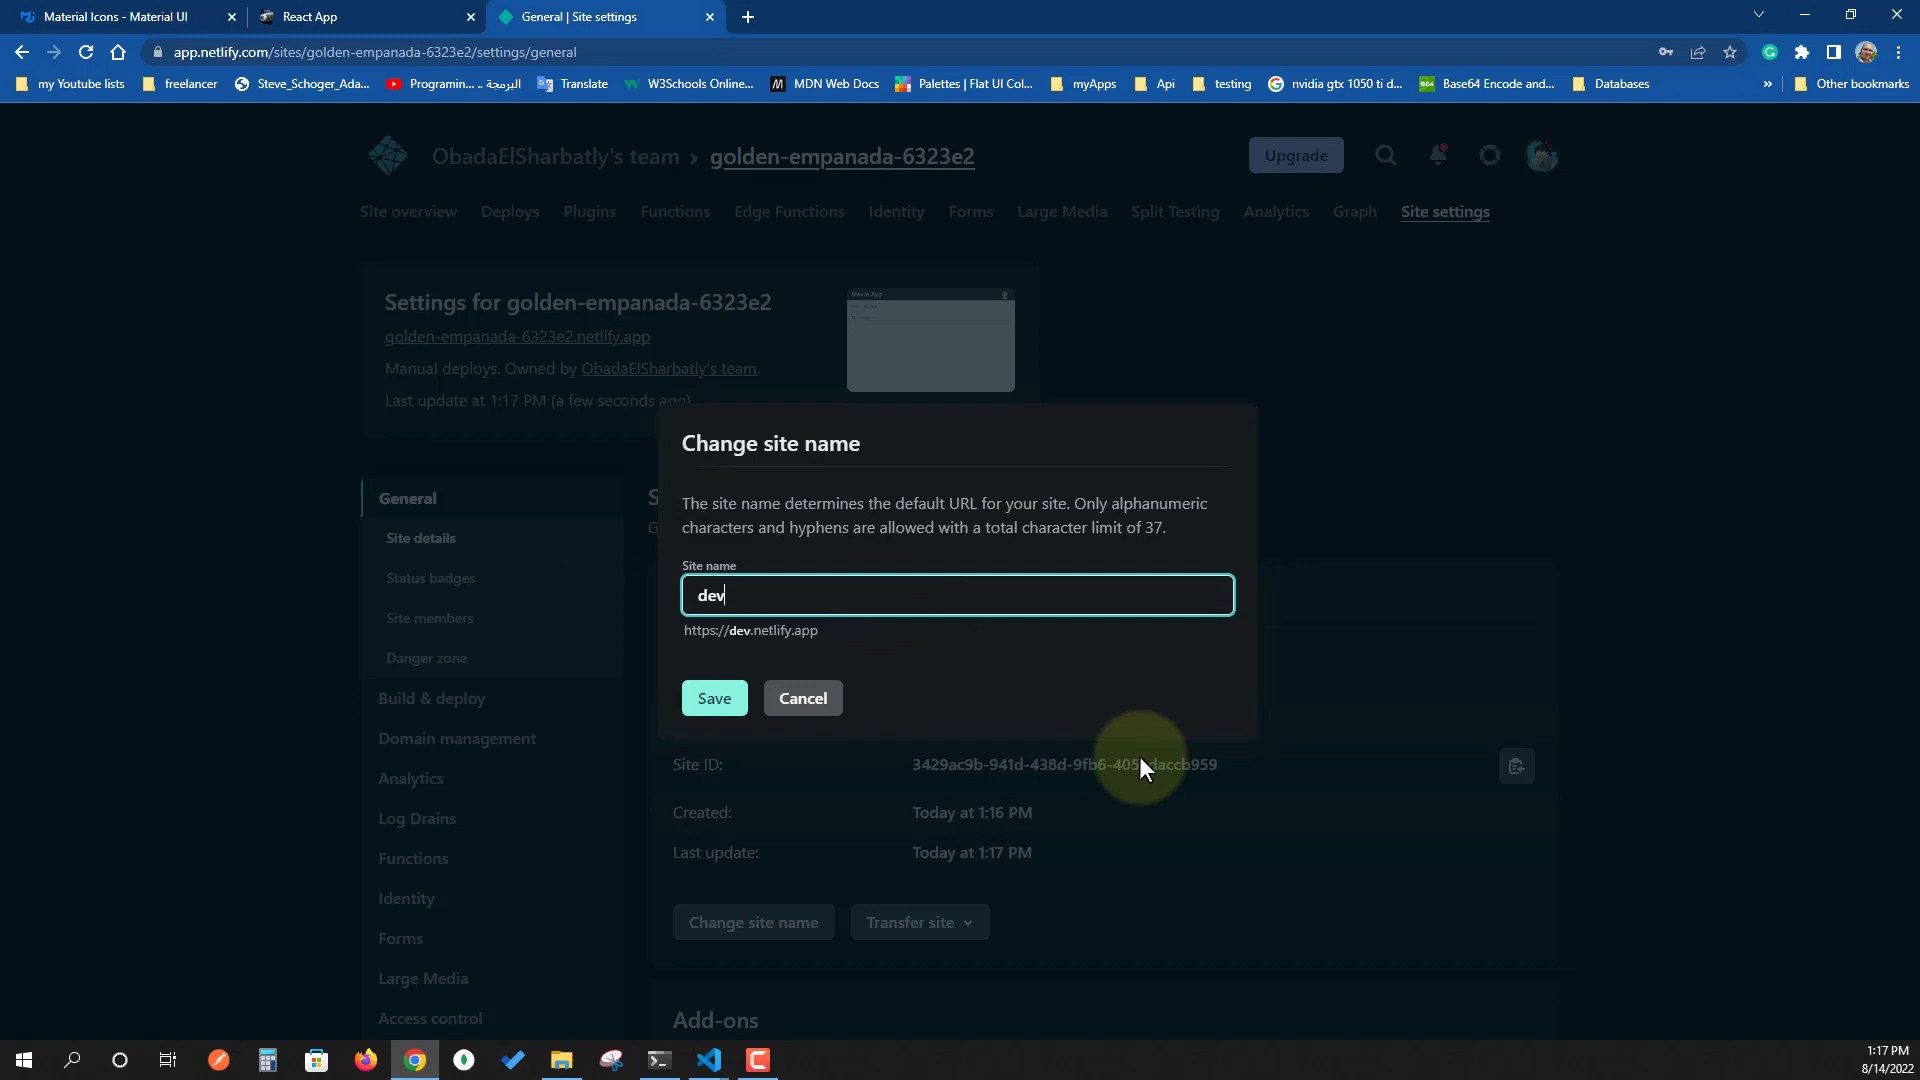 Material Icons - Material UI
React App
General | Site settings
app.netlify.com/sites/golden-empanada-6323e2/settings/general
my Youtube lists
freelancer
Steve_Schoger_Ada...
Programin... .. البرمجة
Translate
W3Schools Online...
MDN Web Docs
Palettes | Flat UI Col...
myApps
Api
testing
nvidia gtx 1050 ti d...
Base64 Encode and...
Databases
»
Other bookmarks
ObadaElSharbatly's team › golden-empanada-6323e2
Upgrade
Site overview
Deploys
Plugins
Functions
Edge Functions
Identity
Forms
Large Media
Split Testing
Analytics
Graph
Site settings
Settings for golden-empanada-6323e2
golden-empanada-6323e2.netlify.app
Manual deploys. Owned by ObadaElSharbatly's team.
Last update at 1:17 PM (a few seconds ago)
Movie App
Change site name
The site name determines the default URL for your site. Only alphanumeric
characters and hyphens are allowed with a total character limit of 37.
Site name
dev
https://dev.netlify.app
Save
Cancel
General
Site details
Status badges
Site members
Danger zone
Build & deploy
Domain management
Analytics
Log Drains
Functions
Identity
Forms
Large Media
Access control
Site ID:
Created:
Today at 1:16 PM
Last update:
Today at 1:17 PM
Change site name
Transfer site
Add-ons
1:17 PM
8/14/2022